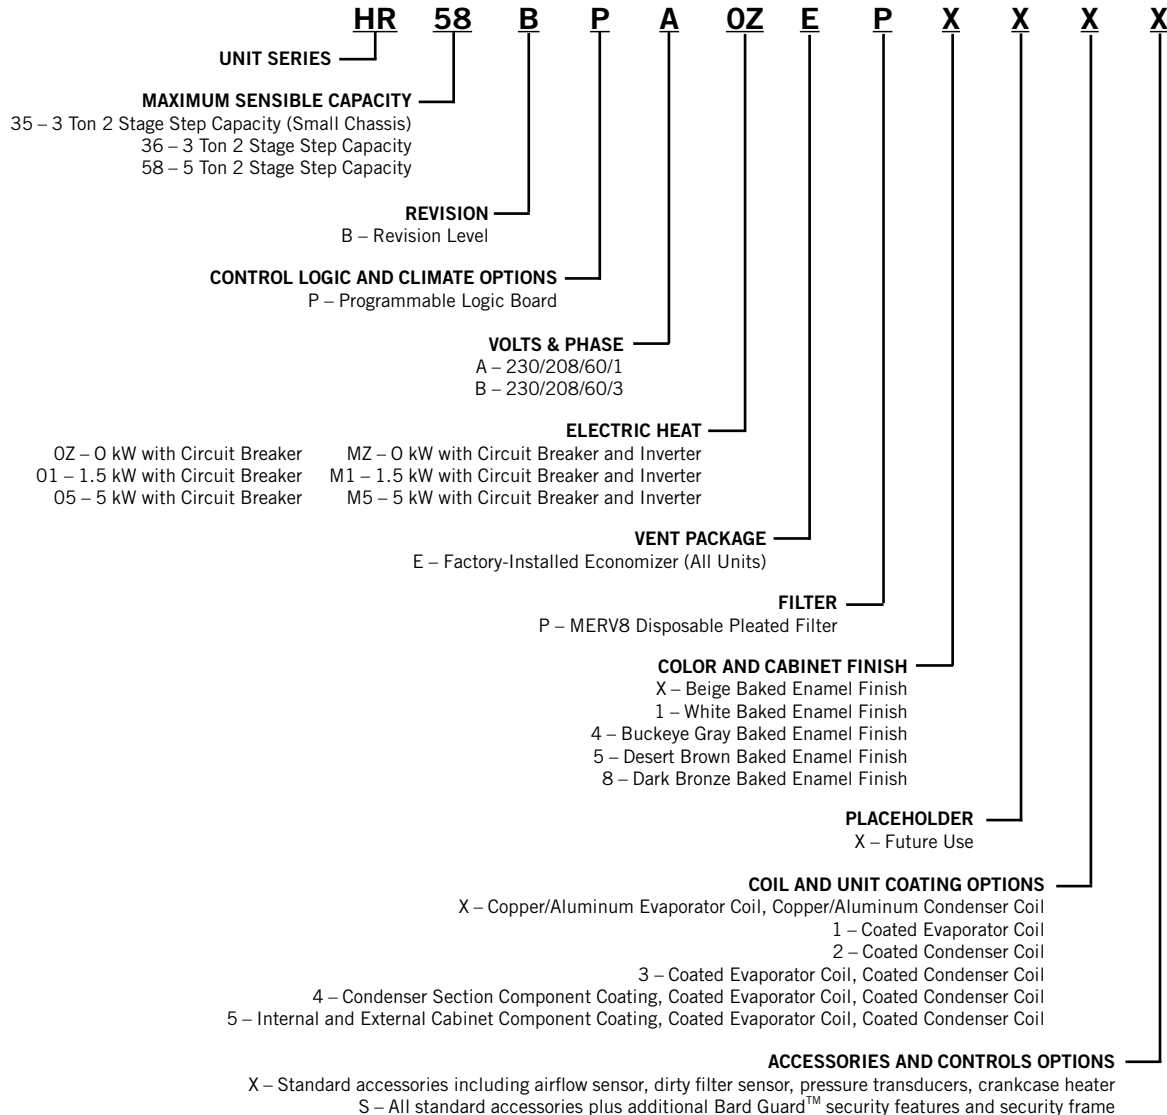 HR 58 B P A 0Z E P X X X X
UNIT SERIES
MAXIMUM SENSIBLE CAPACITY
35 – 3 Ton 2 Stage Step Capacity (Small Chassis)
36 – 3 Ton 2 Stage Step Capacity
58 – 5 Ton 2 Stage Step Capacity
REVISION
B – Revision Level
CONTROL LOGIC AND CLIMATE OPTIONS
P – Programmable Logic Board
VOLTS & PHASE
A – 230/208/60/1
B – 230/208/60/3
ELECTRIC HEAT
0Z – O kW with Circuit Breaker MZ – O kW with Circuit Breaker and Inverter
01 – 1.5 kW with Circuit Breaker M1 – 1.5 kW with Circuit Breaker and Inverter
05 – 5 kW with Circuit Breaker M5 – 5 kW with Circuit Breaker and Inverter
VENT PACKAGE
E – Factory-Installed Economizer (All Units)
FILTER
P – MERV8 Disposable Pleated Filter
COLOR AND CABINET FINISH
X – Beige Baked Enamel Finish
1 – White Baked Enamel Finish
4 – Buckeye Gray Baked Enamel Finish
5 – Desert Brown Baked Enamel Finish
8 – Dark Bronze Baked Enamel Finish
PLACEHOLDER
X – Future Use
COIL AND UNIT COATING OPTIONS
X – Copper/Aluminum Evaporator Coil, Copper/Aluminum Condenser Coil
1 – Coated Evaporator Coil
2 – Coated Condenser Coil
3 – Coated Evaporator Coil, Coated Condenser Coil
4 – Condenser Section Component Coating, Coated Evaporator Coil, Coated Condenser Coil
5 – Internal and External Cabinet Component Coating, Coated Evaporator Coil, Coated Condenser Coil
ACCESSORIES AND CONTROLS OPTIONS
X – Standard accessories including airflow sensor, dirty filter sensor, pressure transducers, crankcase heater
S – All standard accessories plus additional Bard Guard™ security features and security frame